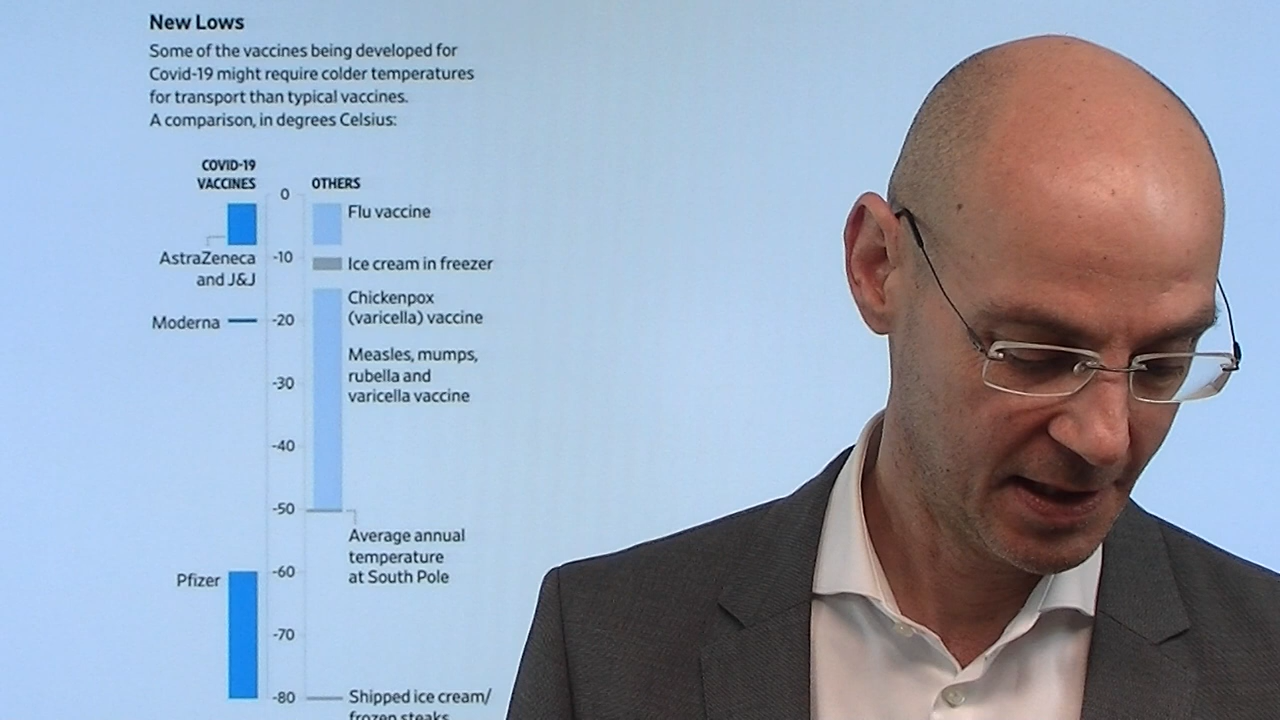 New Lows
Some of the vaccines being developed for
Covid-19 might require colder temperatures
for transport than typical vaccines.
A comparison, in degrees Celsius:
COVID-19
VACCINES
OTHERS
0
Flu vaccine
AstraZeneca
and J&J
-10
Ice cream in freezer
Chickenpox
(varicella) vaccine
Moderna
-20
Measles, mumps,
rubella and
varicella vaccine
-30
-40
-50
Average annual
temperature
at South Pole
Pfizer
-60
-70
-80
Shipped ice cream/
frozen steaks